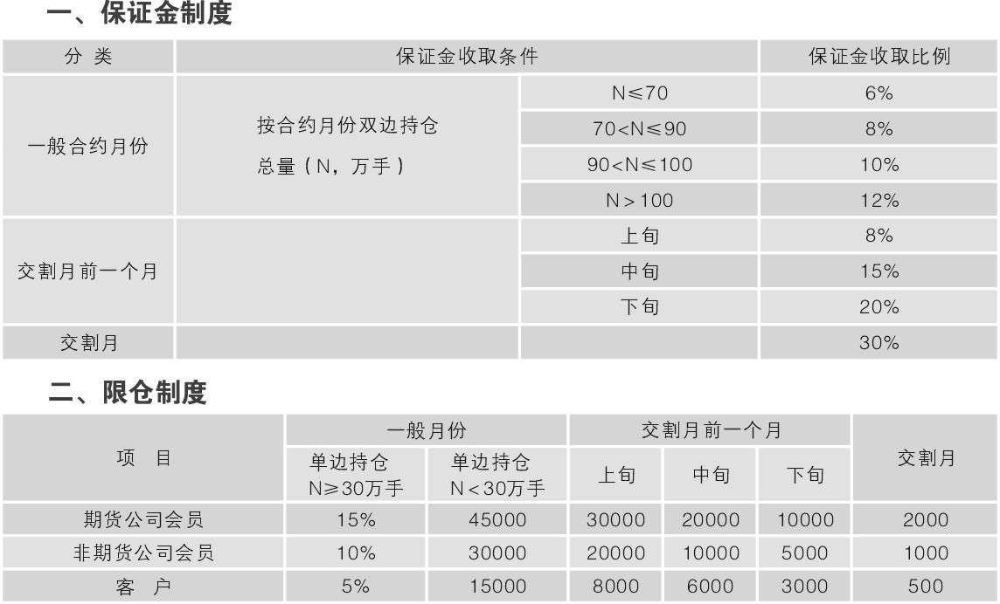 一、保证金制度
分 类 保证金收取条件 保证金收取比例
一般合约月份 按合约月份双边持仓总量（N，万手） N≤70 6%
70<N≤90 8%
90<N≤100 10%
N>100 12%
交割月前一个月 上旬 8%
中旬 15%
下旬 20%
交割月 30%
二、限仓制度
项 目 一般月份 交割月前一个月 交割月
单边持仓 N≥30万手 单边持仓 N<30万手 上旬 中旬 下旬
期货公司会员 15% 45000 30000 20000 10000 2000
非期货公司会员 10% 30000 20000 10000 5000 1000
客 户 5% 15000 8000 6000 3000 500